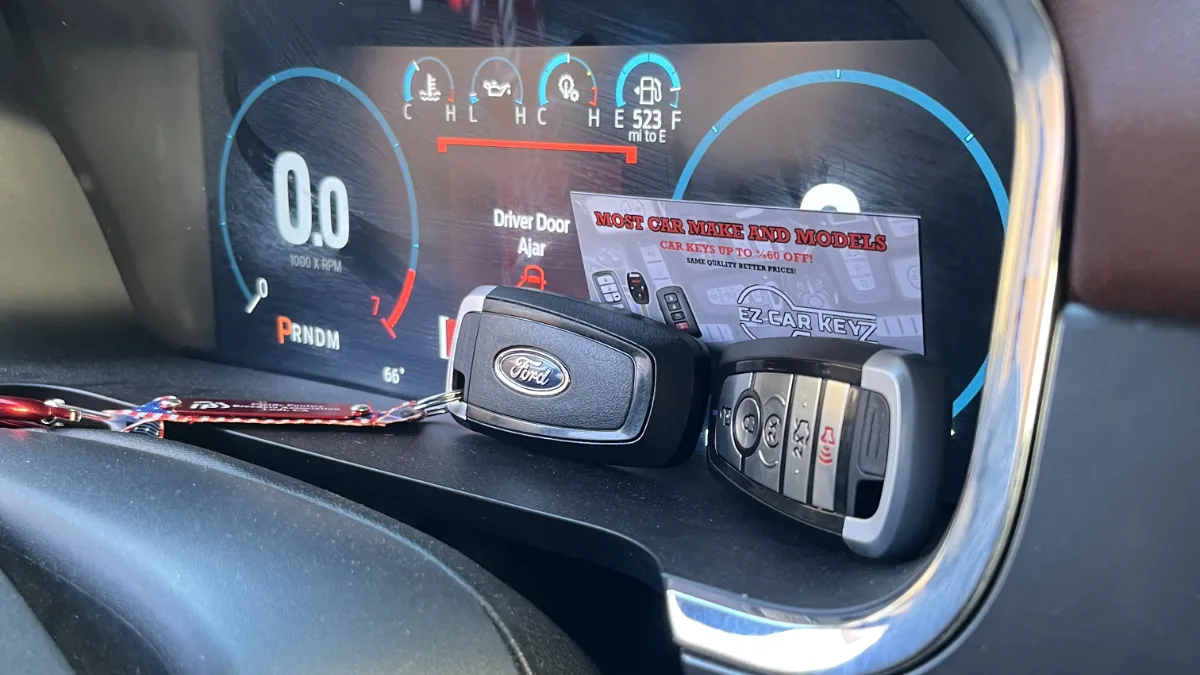 C H
L H
C H
E 523 F
mi to E
0.0
1000 X RPM
0
7
PRNDM
66°
Driver Door
Ajar
MOST CAR MAKE AND MODELS
CAR KEYS UP TO %60 OFF!
SAME QUALITY BETTER PRICES!
EZ CAR KEYZ
Ford
2X